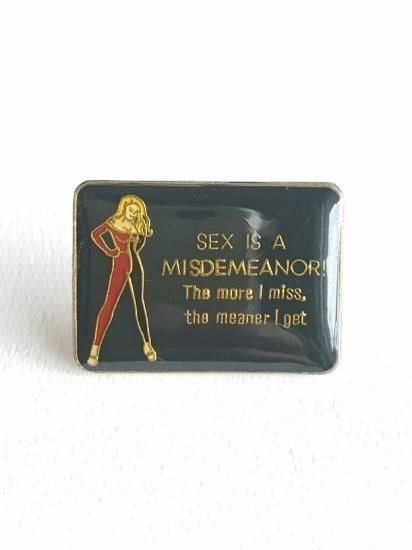 SEX IS A
MISDEMEANOR!
The more I miss,
the meaner I get